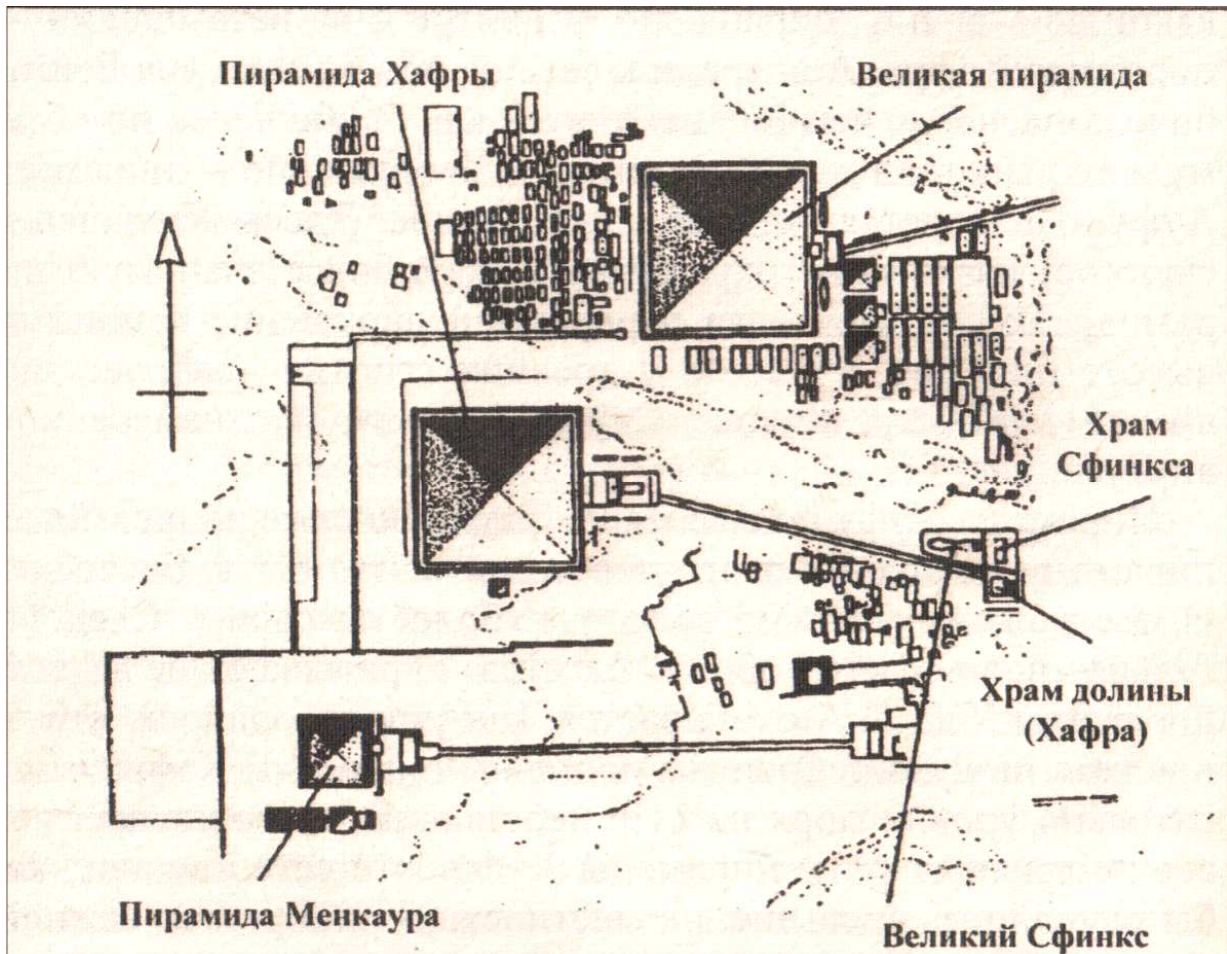 Пирамида Хафры
Великая пирамида
Храм
Сфинкса
Храм долины
(Хафра)
Пирамида Менкаура
Великий Сфинкс